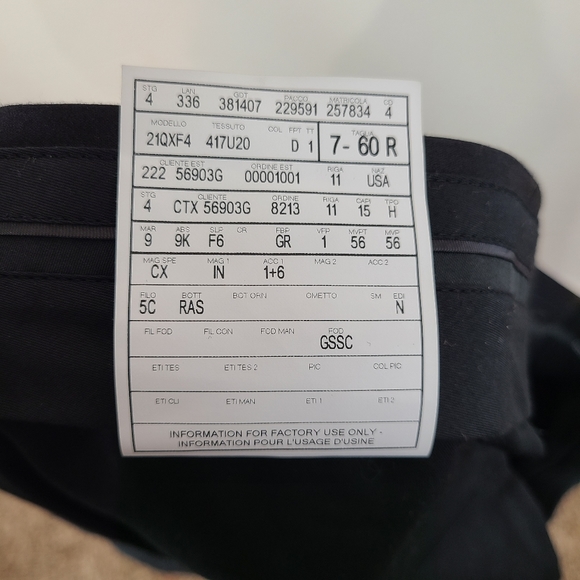 STG LAN GCT PACCO MATRICOLA CD
4 336 381407 229591 257834 4
MODELLO TESSUTO COL FPT TT TAGLIA
21QXF4 417U20 D 1 7- 60 R
CLIENTE EST ORDINE EST RIGA NAZ
222 56903G 00001001 11 USA
STG CLIENTE ORDINE RIGA CAPI TPO
4 CTX 56903G 8213 11 15 H
MAR ABS SLP CR FBP VFP MVPT MVP
9 9K F6 GR 1 56 56
MAG SPE MAG 1 ACC 1 MAG 2 ACC 2
CX IN 1+6
FILO BOTT BOT ORN OMETTO SM EDI
5C RAS N
FIL FOD FIL CON FOD MAN FOD
GSSC
ETI TES ETI TES 2 PIC COL PIC
ETI CLI ETI MAN ETI 1 ETI 2
INFORMATION FOR FACTORY USE ONLY -
INFORMATION POUR L'USAGE D'USINE